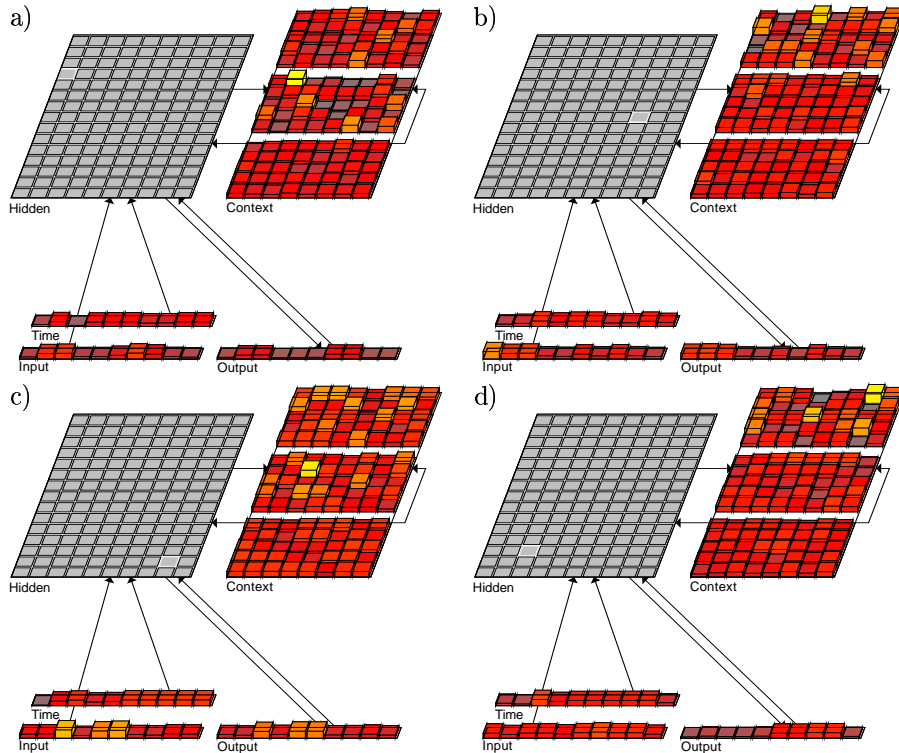 a)
Hidden
Context
Time
Input
Output
b)
Hidden
Context
Time
Input
Output
c)
Hidden
Context
Time
Input
Output
d)
Hidden
Context
Time
Input
Output